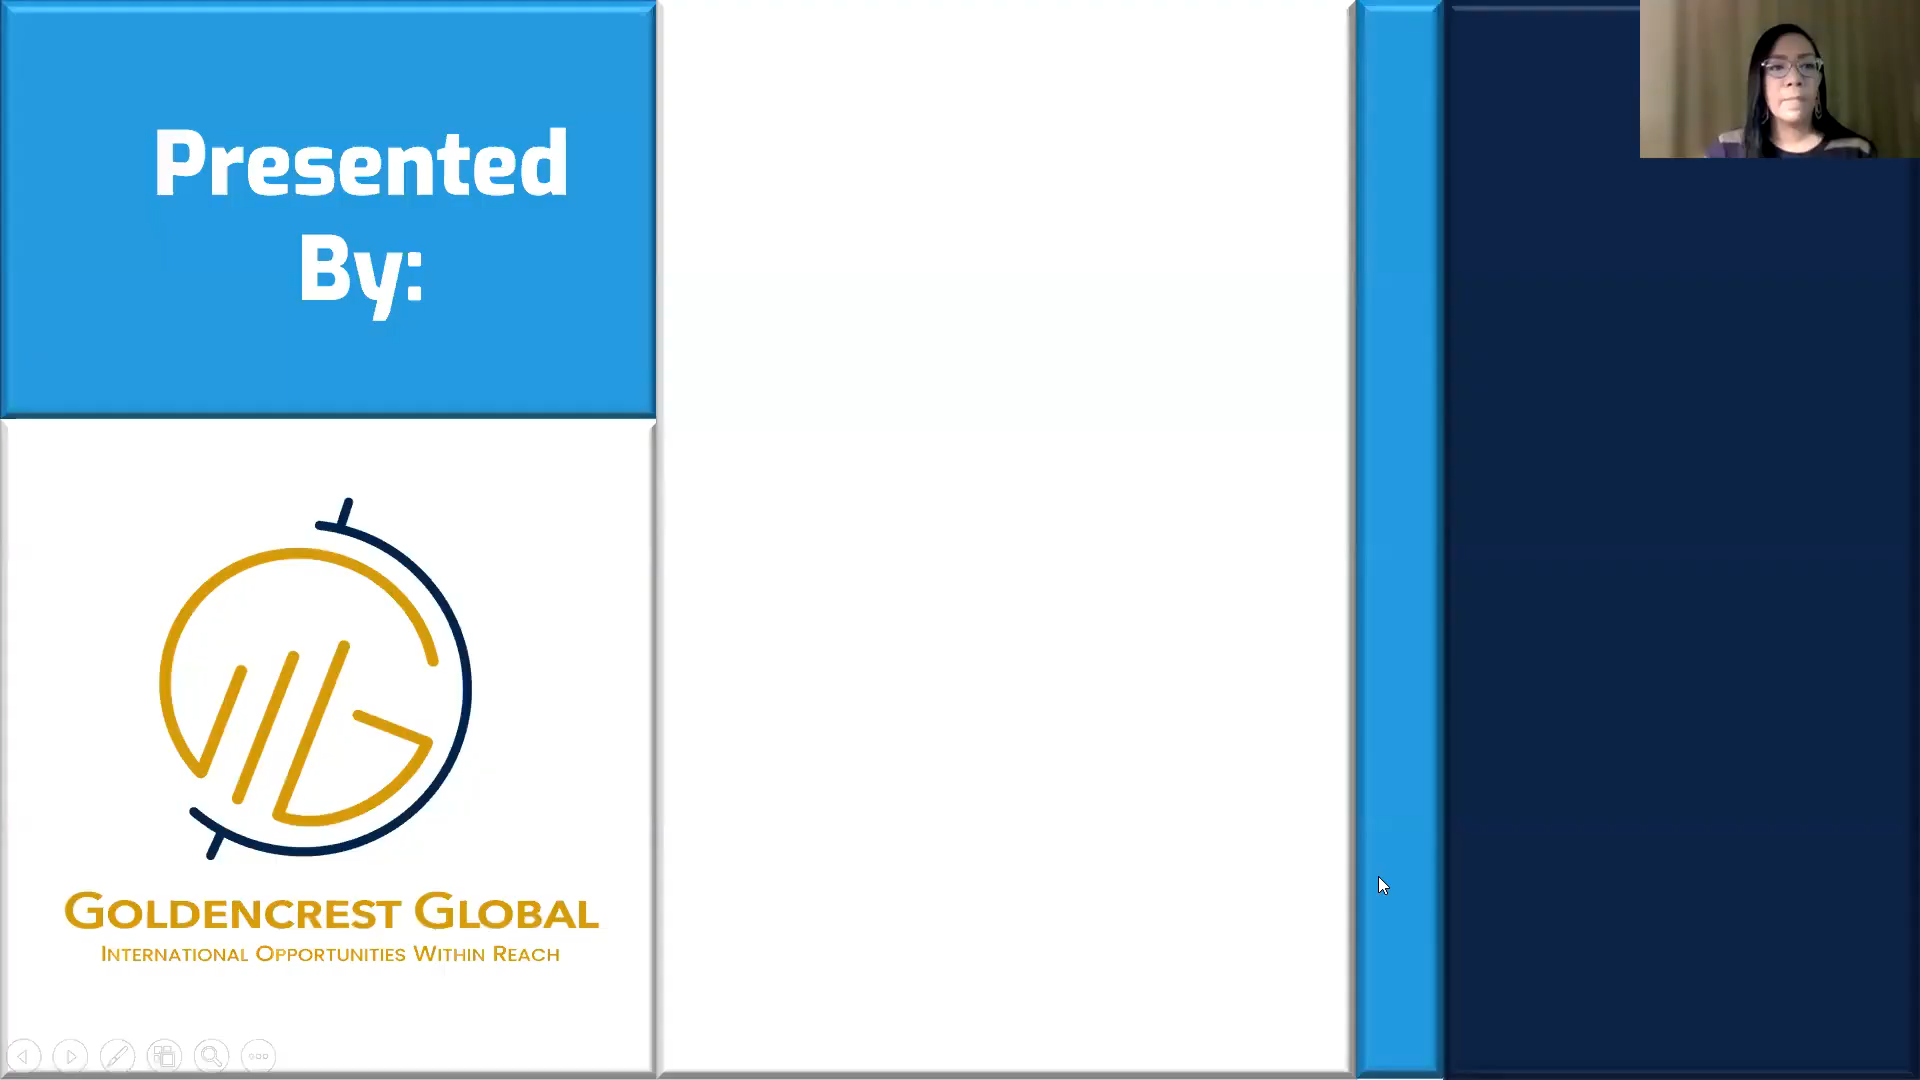 Presented
By:
GOLDENCREST GLOBAL
INTERNATIONAL OPPORTUNITIES WITHIN REACH